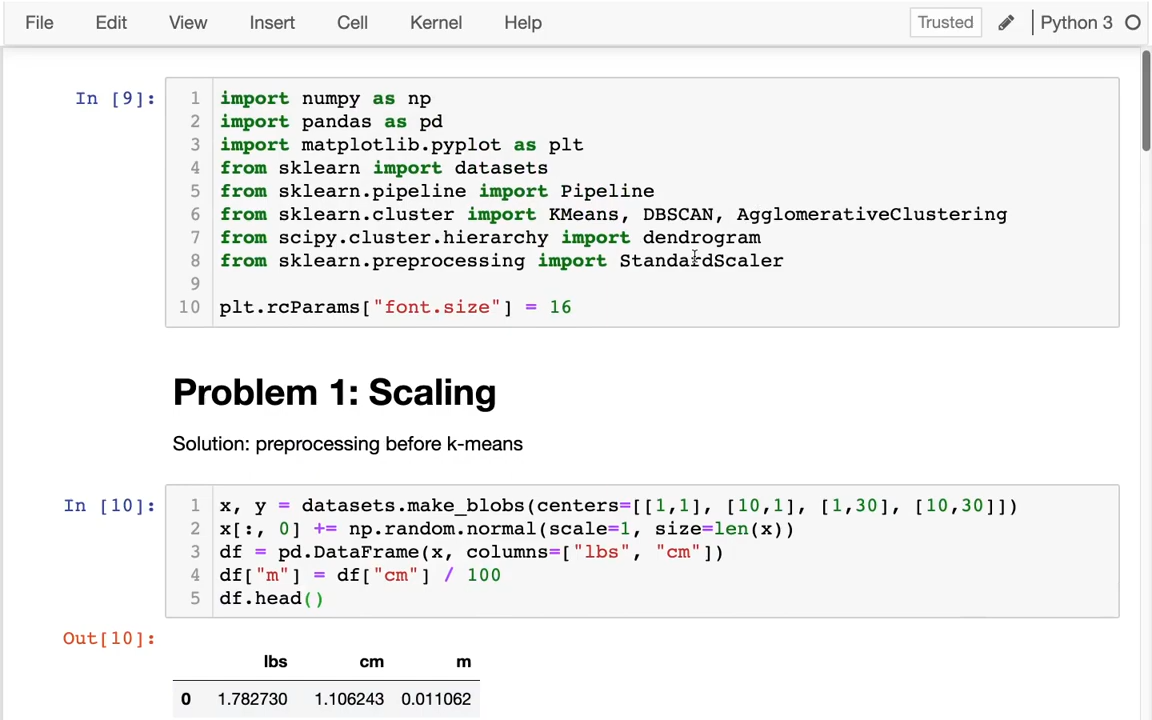 File Edit View Insert Cell Kernel Help Trusted Python 3
In [9]:
1 import numpy as np
2 import pandas as pd
3 import matplotlib.pyplot as plt
4 from sklearn import datasets
5 from sklearn.pipeline import Pipeline
6 from sklearn.cluster import KMeans, DBSCAN, AgglomerativeClustering
7 from scipy.cluster.hierarchy import dendrogram
8 from sklearn.preprocessing import StandardScaler
9
10 plt.rcParams["font.size"] = 16
Problem 1: Scaling
Solution: preprocessing before k-means
In [10]:
1 x, y = datasets.make_blobs(centers=[[1,1], [10,1], [1,30], [10,30]])
2 x[:, 0] += np.random.normal(scale=1, size=len(x))
3 df = pd.DataFrame(x, columns=["lbs", "cm"])
4 df["m"] = df["cm"] / 100
5 df.head()
Out[10]:
lbs cm m
0 1.782730 1.106243 0.011062